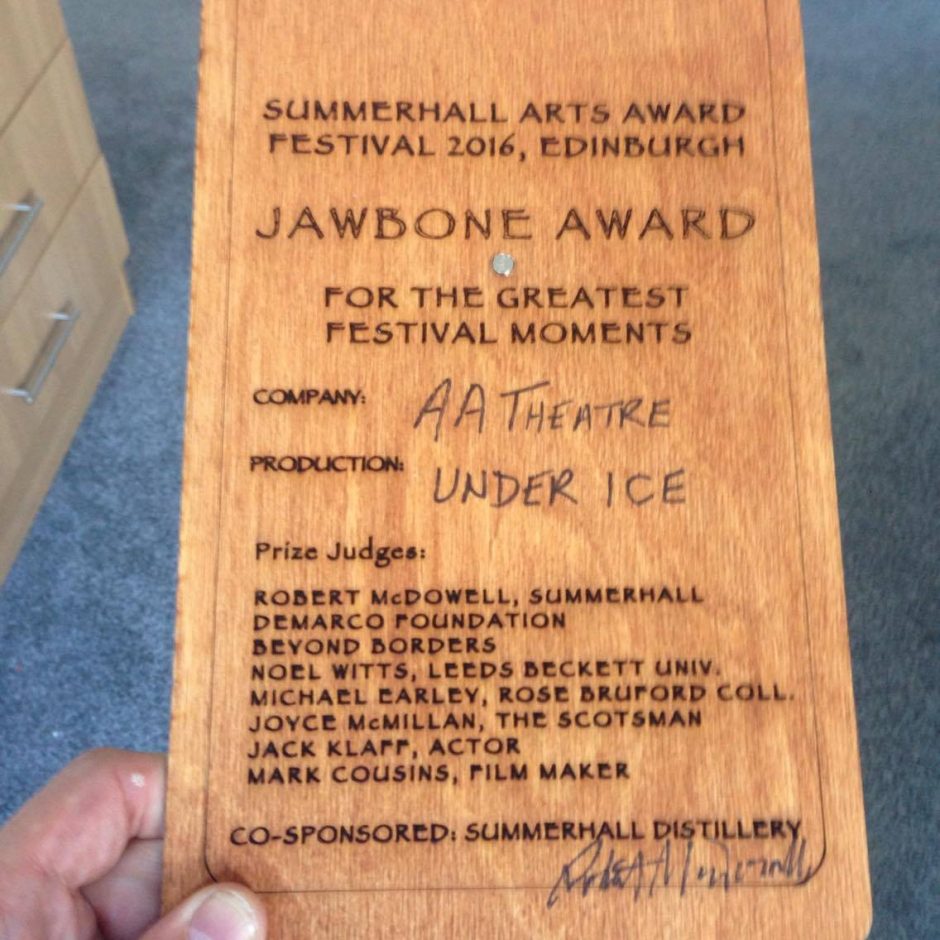 SUMMERHALL ARTS AWARD
FESTIVAL 2016, EDINBURGH
JAWBONE AWARD
FOR THE GREATEST
FESTIVAL MOMENTS
COMPANY: AA THEATRE
PRODUCTION: UNDER ICE
Prize Judges:
ROBERT McDOWELL, SUMMERHALL
DEMARCO FOUNDATION
BEYOND BORDERS
NOEL WITTS, LEEDS BECKETT UNIV.
MICHAEL EARLEY, ROSE BRUFORD COLL.
JOYCE McMILLAN, THE SCOTSMAN
JACK KLAFF, ACTOR
MARK COUSINS, FILM MAKER
CO-SPONSORED: SUMMERHALL DISTILLERY